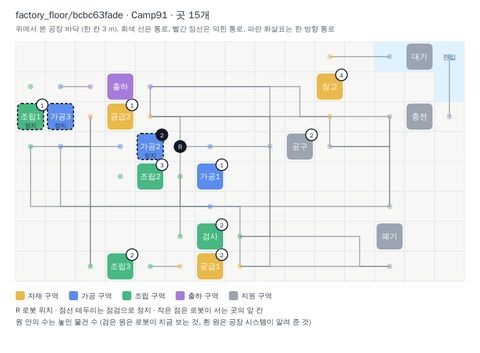 factory_floor/bcbc63fade · Camp91 · 곳 15개
위에서 본 공장 바닥 (한 칸 3 m). 회색 선은 통로, 빨간 점선은 막힌 통로, 파란 화살표는 한 방향 통로
대기
진입
출하
4
창고
1
조립1
정지
가공3
정지
1
공급2
충전
2
가공2
정지
R
2
공구
3
조립2
1
가공1
2
검사
폐기
2
조립3
2
공급1
자재 구역
가공 구역
조립 구역
출하 구역
지원 구역
R 로봇 위치 · 점선 테두리는 점검으로 정지 · 작은 점은 로봇이 서는 곳의 앞 칸
원 안의 수는 놓인 물건 수 (검은 원은 로봇이 지금 보는 것, 흰 원은 공장 시스템이 알려 준 것)